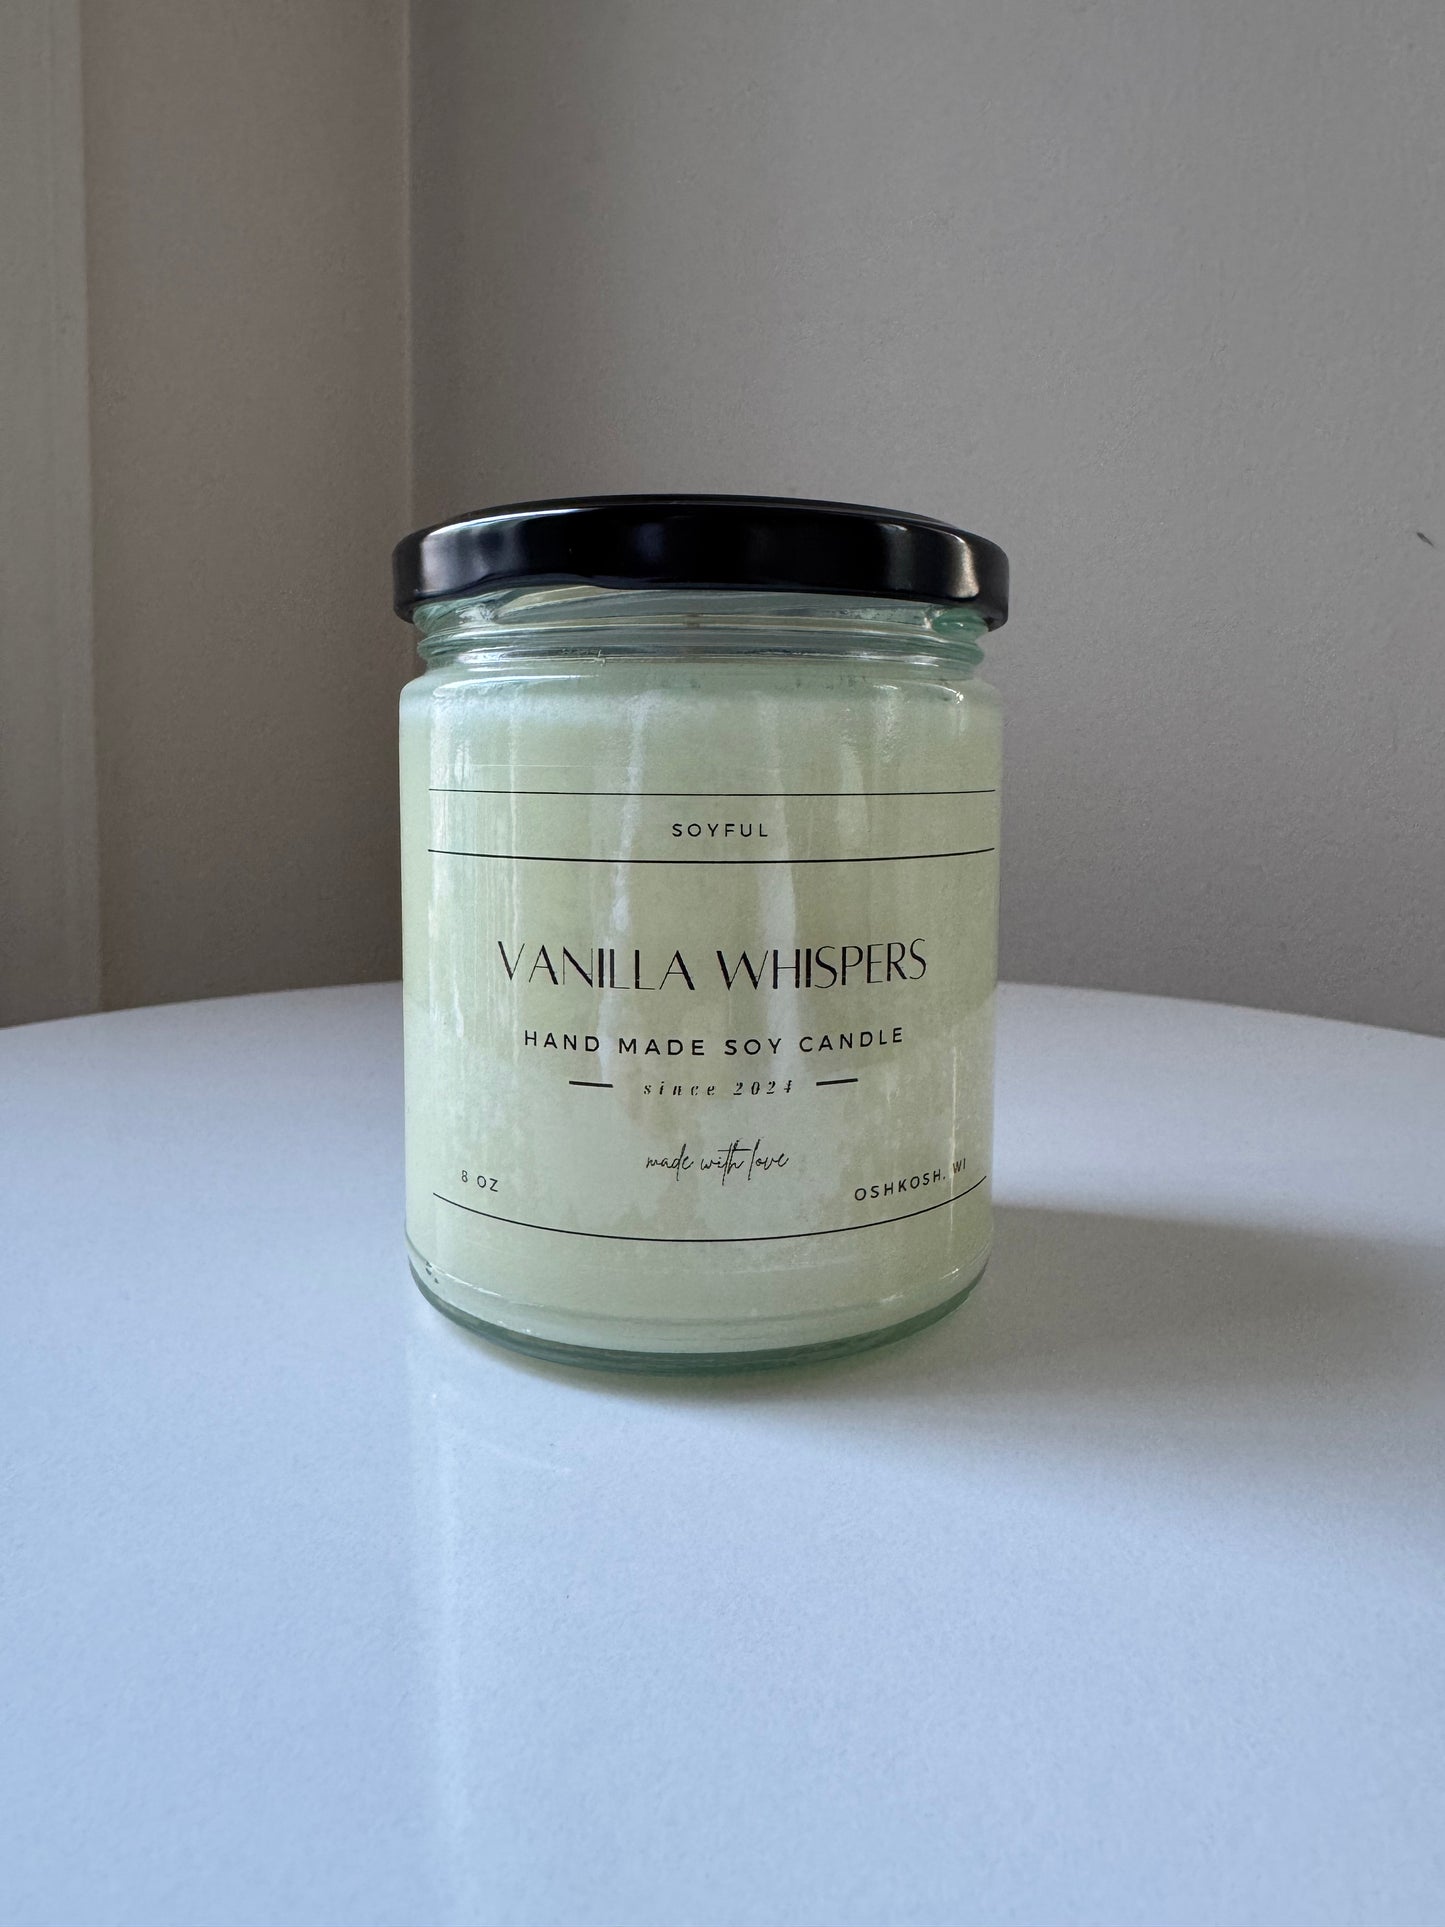 SOYFUL
VANILLA WHISPERS
HAND MADE SOY CANDLE
since 2024
made with love
8 OZ
OSHKOSH, WI